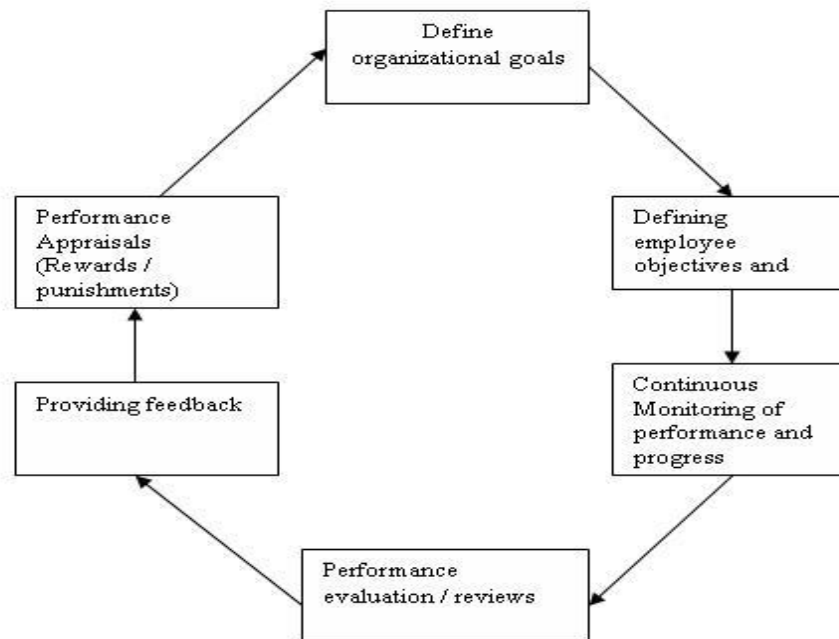 Define
organizational goals
Defining
employee
objectives and
Continuous
Monitoring of
performance and
progress
Performance
evaluation / reviews
Providing feedback
Performance
Appraisals
(Rewards /
punishments)